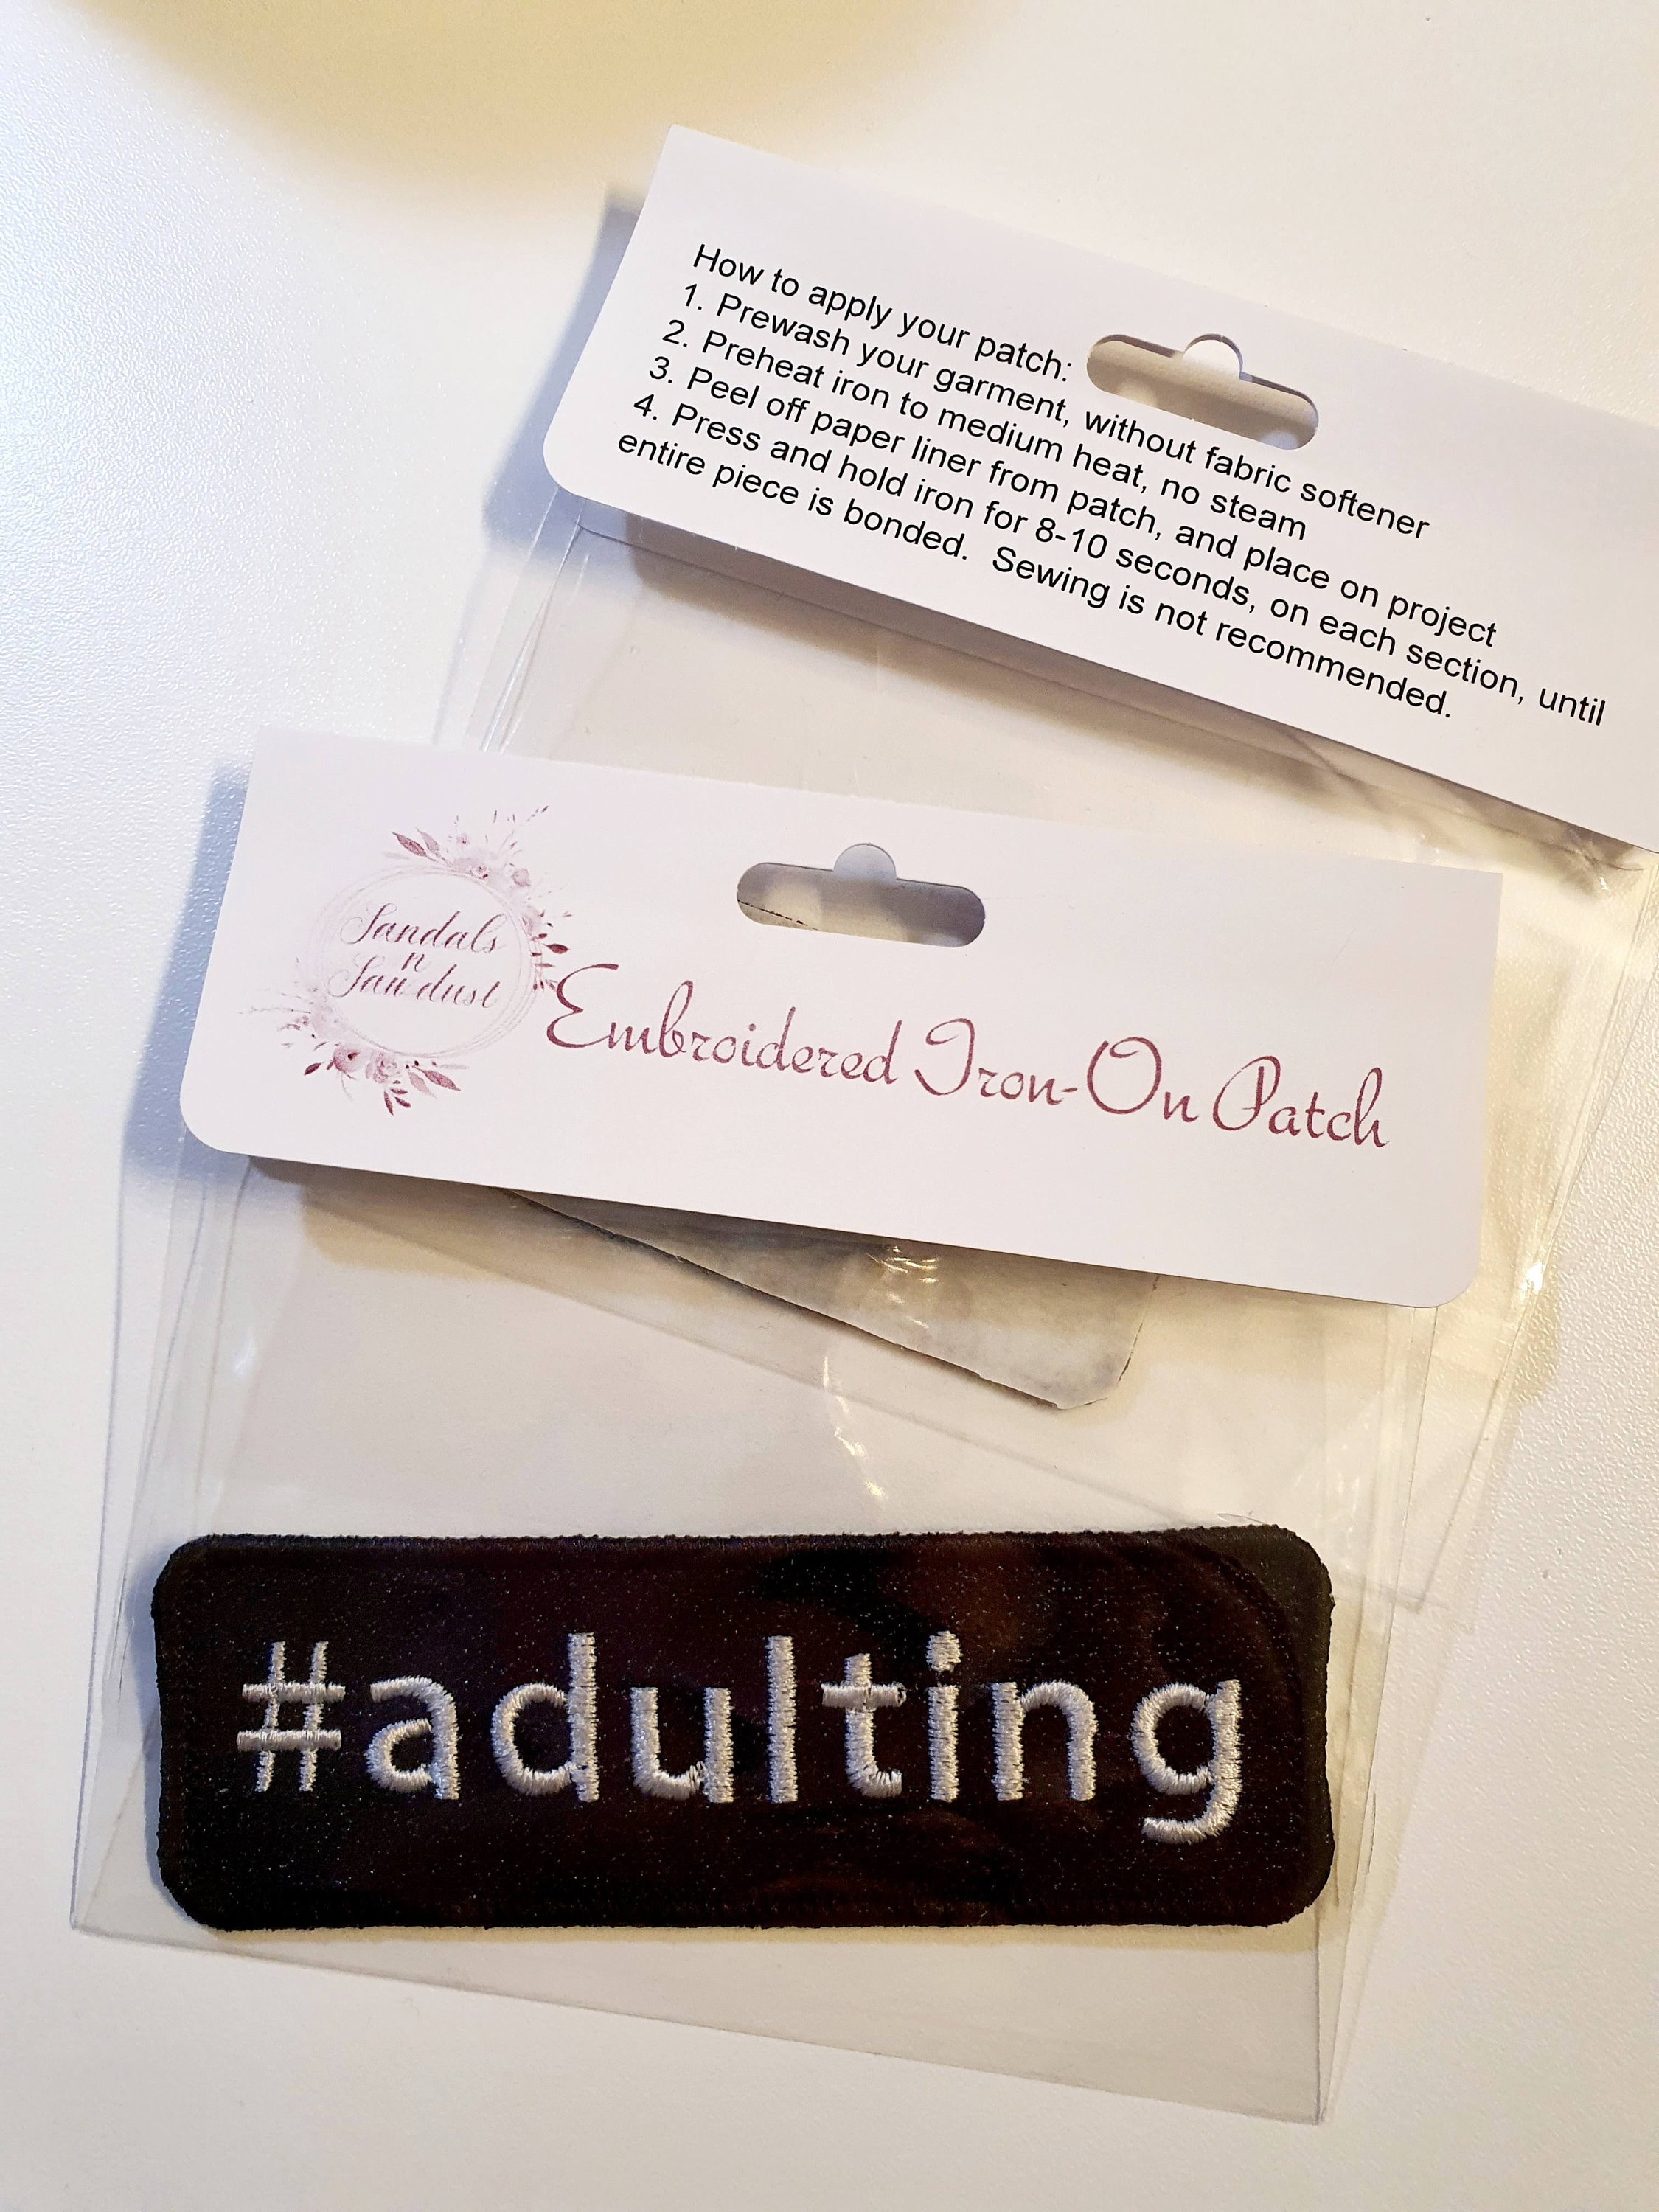 How to apply your patch:
1. Prewash your garment, without fabric softener
2. Preheat iron to medium heat, no steam
3. Peel off paper liner from patch, and place on project
4. Press and hold iron for 8-10 seconds, on each section, until
entire piece is bonded.  Sewing is not recommended.
Sandals
n
Sawdust
Embroidered Iron-On Patch
#adulting